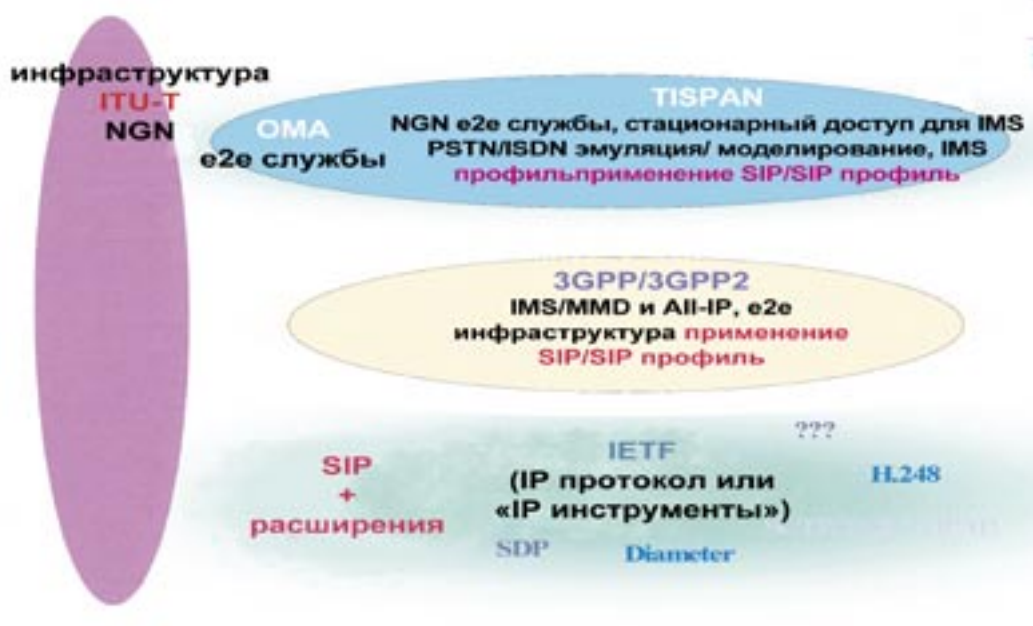 инфраструктура
ITU-T
NGN
OMA
e2e службы
TISPAN
NGN e2e службы, стационарный доступ для IMS
PSTN/ISDN эмуляция/ моделирование, IMS
профильприменение SIP/SIP профиль
3GPP/3GPP2
IMS/MMD и All-IP, e2e
инфраструктура применение
SIP/SIP профиль
???
SIP
+
расширения
IETF
(IP протокол или
«IP инструменты»)
H.248
SDP
Diameter